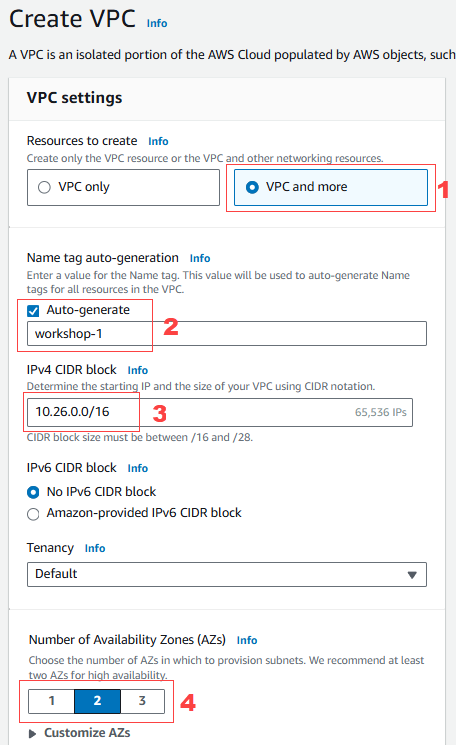 Create VPC Info
A VPC is an isolated portion of the AWS Cloud populated by AWS objects, such
VPC settings
Resources to create Info
Create only the VPC resource or the VPC and other networking resources.
VPC only
VPC and more
1
Name tag auto-generation Info
Enter a value for the Name tag. This value will be used to auto-generate Name
tags for all resources in the VPC.
Auto-generate
2
workshop-1
IPv4 CIDR block Info
Determine the starting IP and the size of your VPC using CIDR notation.
10.26.0.0/16
3
65,536 IPs
CIDR block size must be between /16 and /28.
IPv6 CIDR block Info
No IPv6 CIDR block
Amazon-provided IPv6 CIDR block
Tenancy Info
Default
Number of Availability Zones (AZs) Info
Choose the number of AZs in which to provision subnets. We recommend at least
two AZs for high availability.
1 2 3
4
Customize AZs